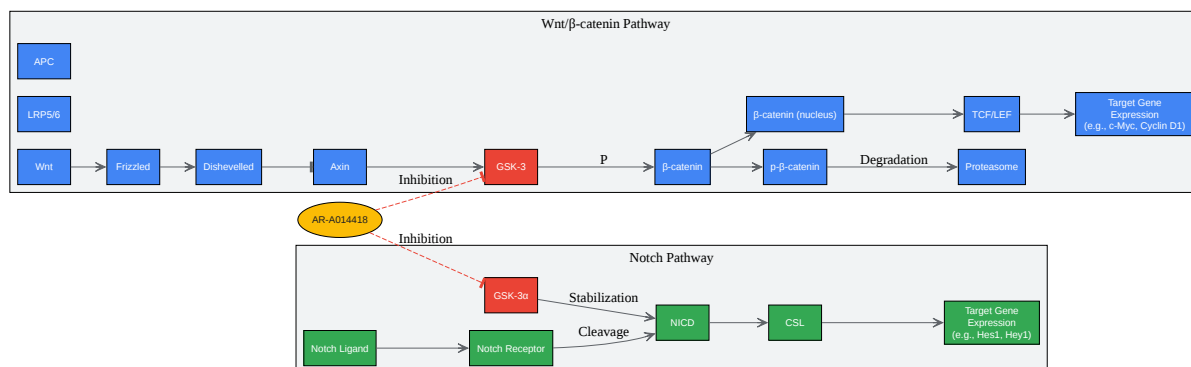 Wnt/β-catenin Pathway
APC
LRP5/6
β-catenin (nucleus)
TCF/LEF
Target Gene
Expression
(e.g., c-Myc, Cyclin D1)
Wnt
Frizzled
Dishevelled
Axin
GSK-3
P
β-catenin
p-β-catenin
Degradation
Proteasome
Inhibition
AR-A014418
Inhibition
Notch Pathway
GSK-3α
Stabilization
NICD
CSL
Target Gene
Expression
(e.g., Hes1, Hey1)
Cleavage
Notch Ligand
Notch Receptor